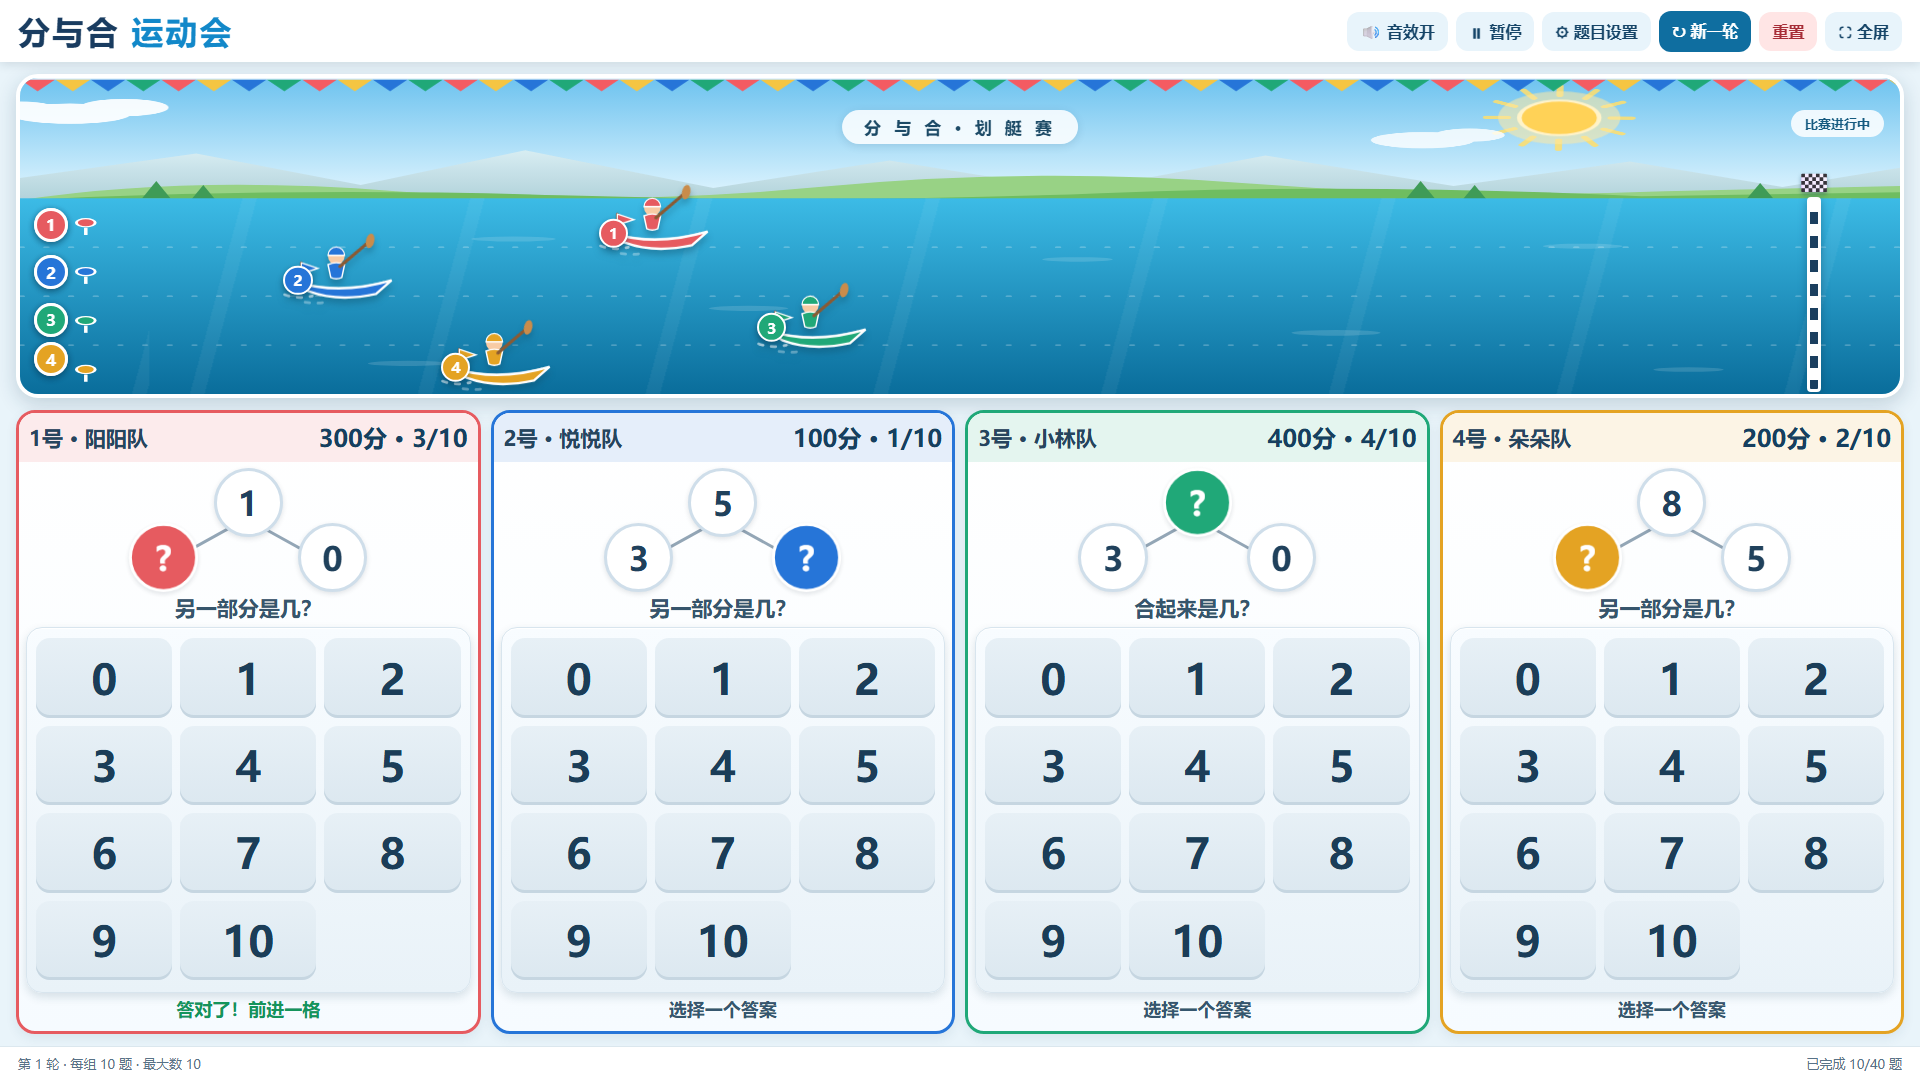 分与合 运动会
音效开 暂停 题目设置 新一轮 重置 全屏
分与合·划艇赛
比赛进行中
1
2
3
4
1
2
3
4
1号·阳阳队 300分·3/10
1
? 0
另一部分是几?
0 1 2
3 4 5
6 7 8
9 10
答对了！前进一格
2号·悦悦队 100分·1/10
5
3 ?
另一部分是几?
0 1 2
3 4 5
6 7 8
9 10
选择一个答案
3号·小林队 400分·4/10
?
3 0
合起来是几?
0 1 2
3 4 5
6 7 8
9 10
选择一个答案
4号·朵朵队 200分·2/10
8
? 5
另一部分是几?
0 1 2
3 4 5
6 7 8
9 10
选择一个答案
第 1 轮 · 每组 10 题 · 最大数 10
已完成 10/40 题